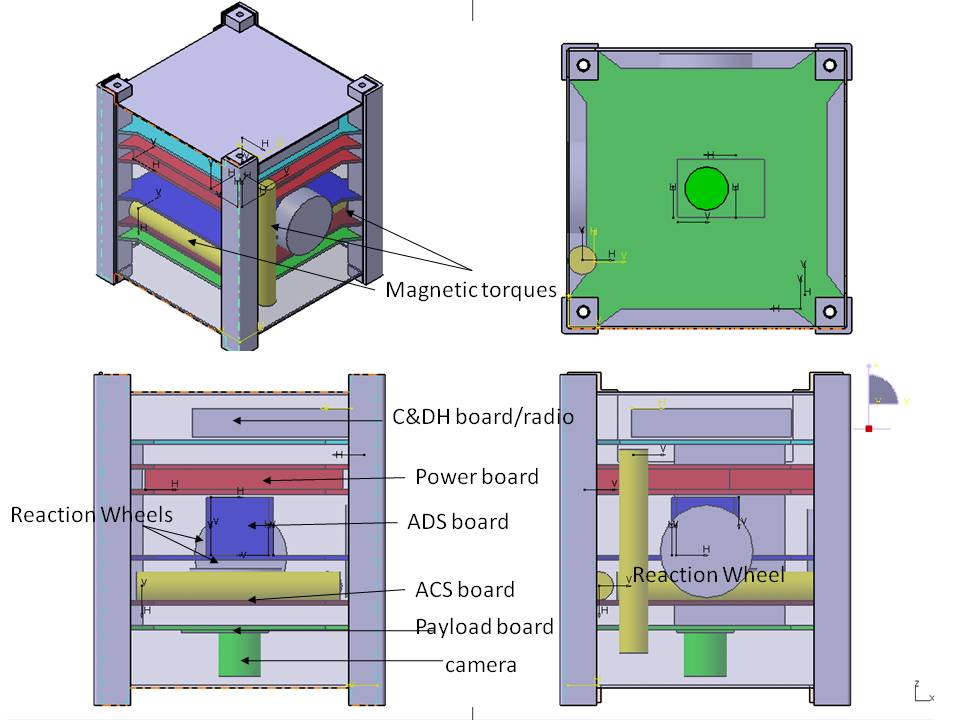 Magnetic torques
C&DH board/radio
Power board
Reaction Wheels
ADS board
Reaction Wheel
ACS board
Payload board
camera